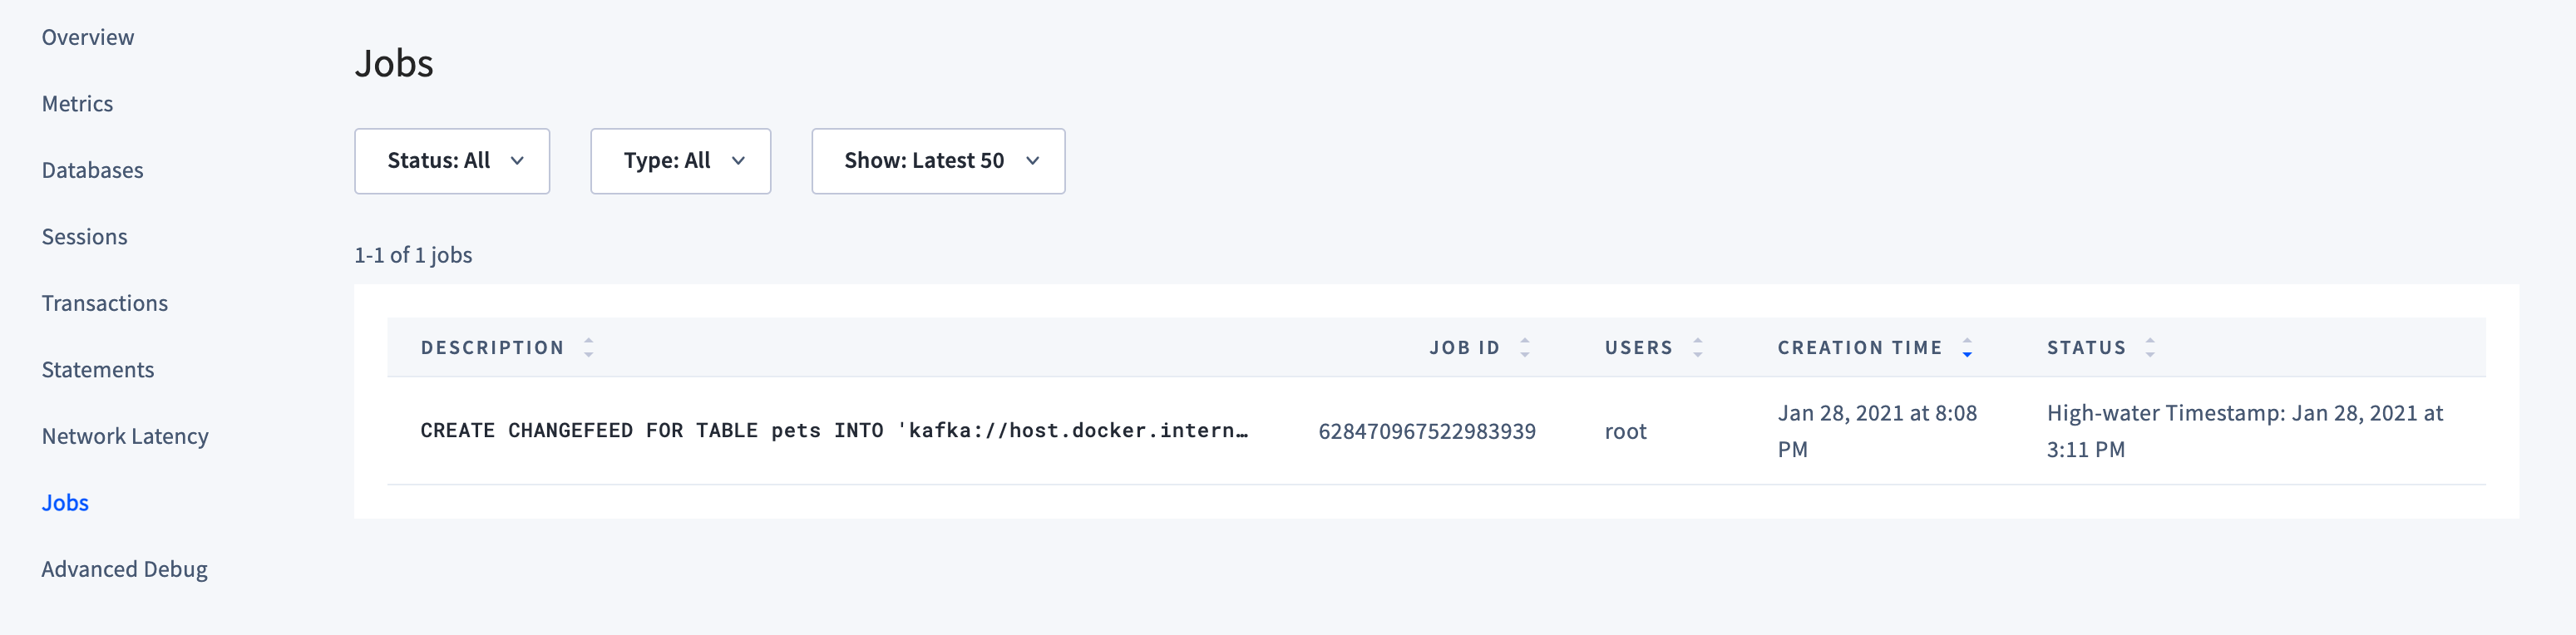 Overview
Metrics
Databases
Sessions
Transactions
Statements
Network Latency
Jobs
Advanced Debug
Jobs
Status: All
Type: All
Show: Latest 50
1-1 of 1 jobs
DESCRIPTION JOB ID USERS CREATION TIME STATUS
CREATE CHANGEFEED FOR TABLE pets INTO 'kafka://host.docker.intern…
628470967522983939
root
Jan 28, 2021 at 8:08
PM
High-water Timestamp: Jan 28, 2021 at
3:11 PM